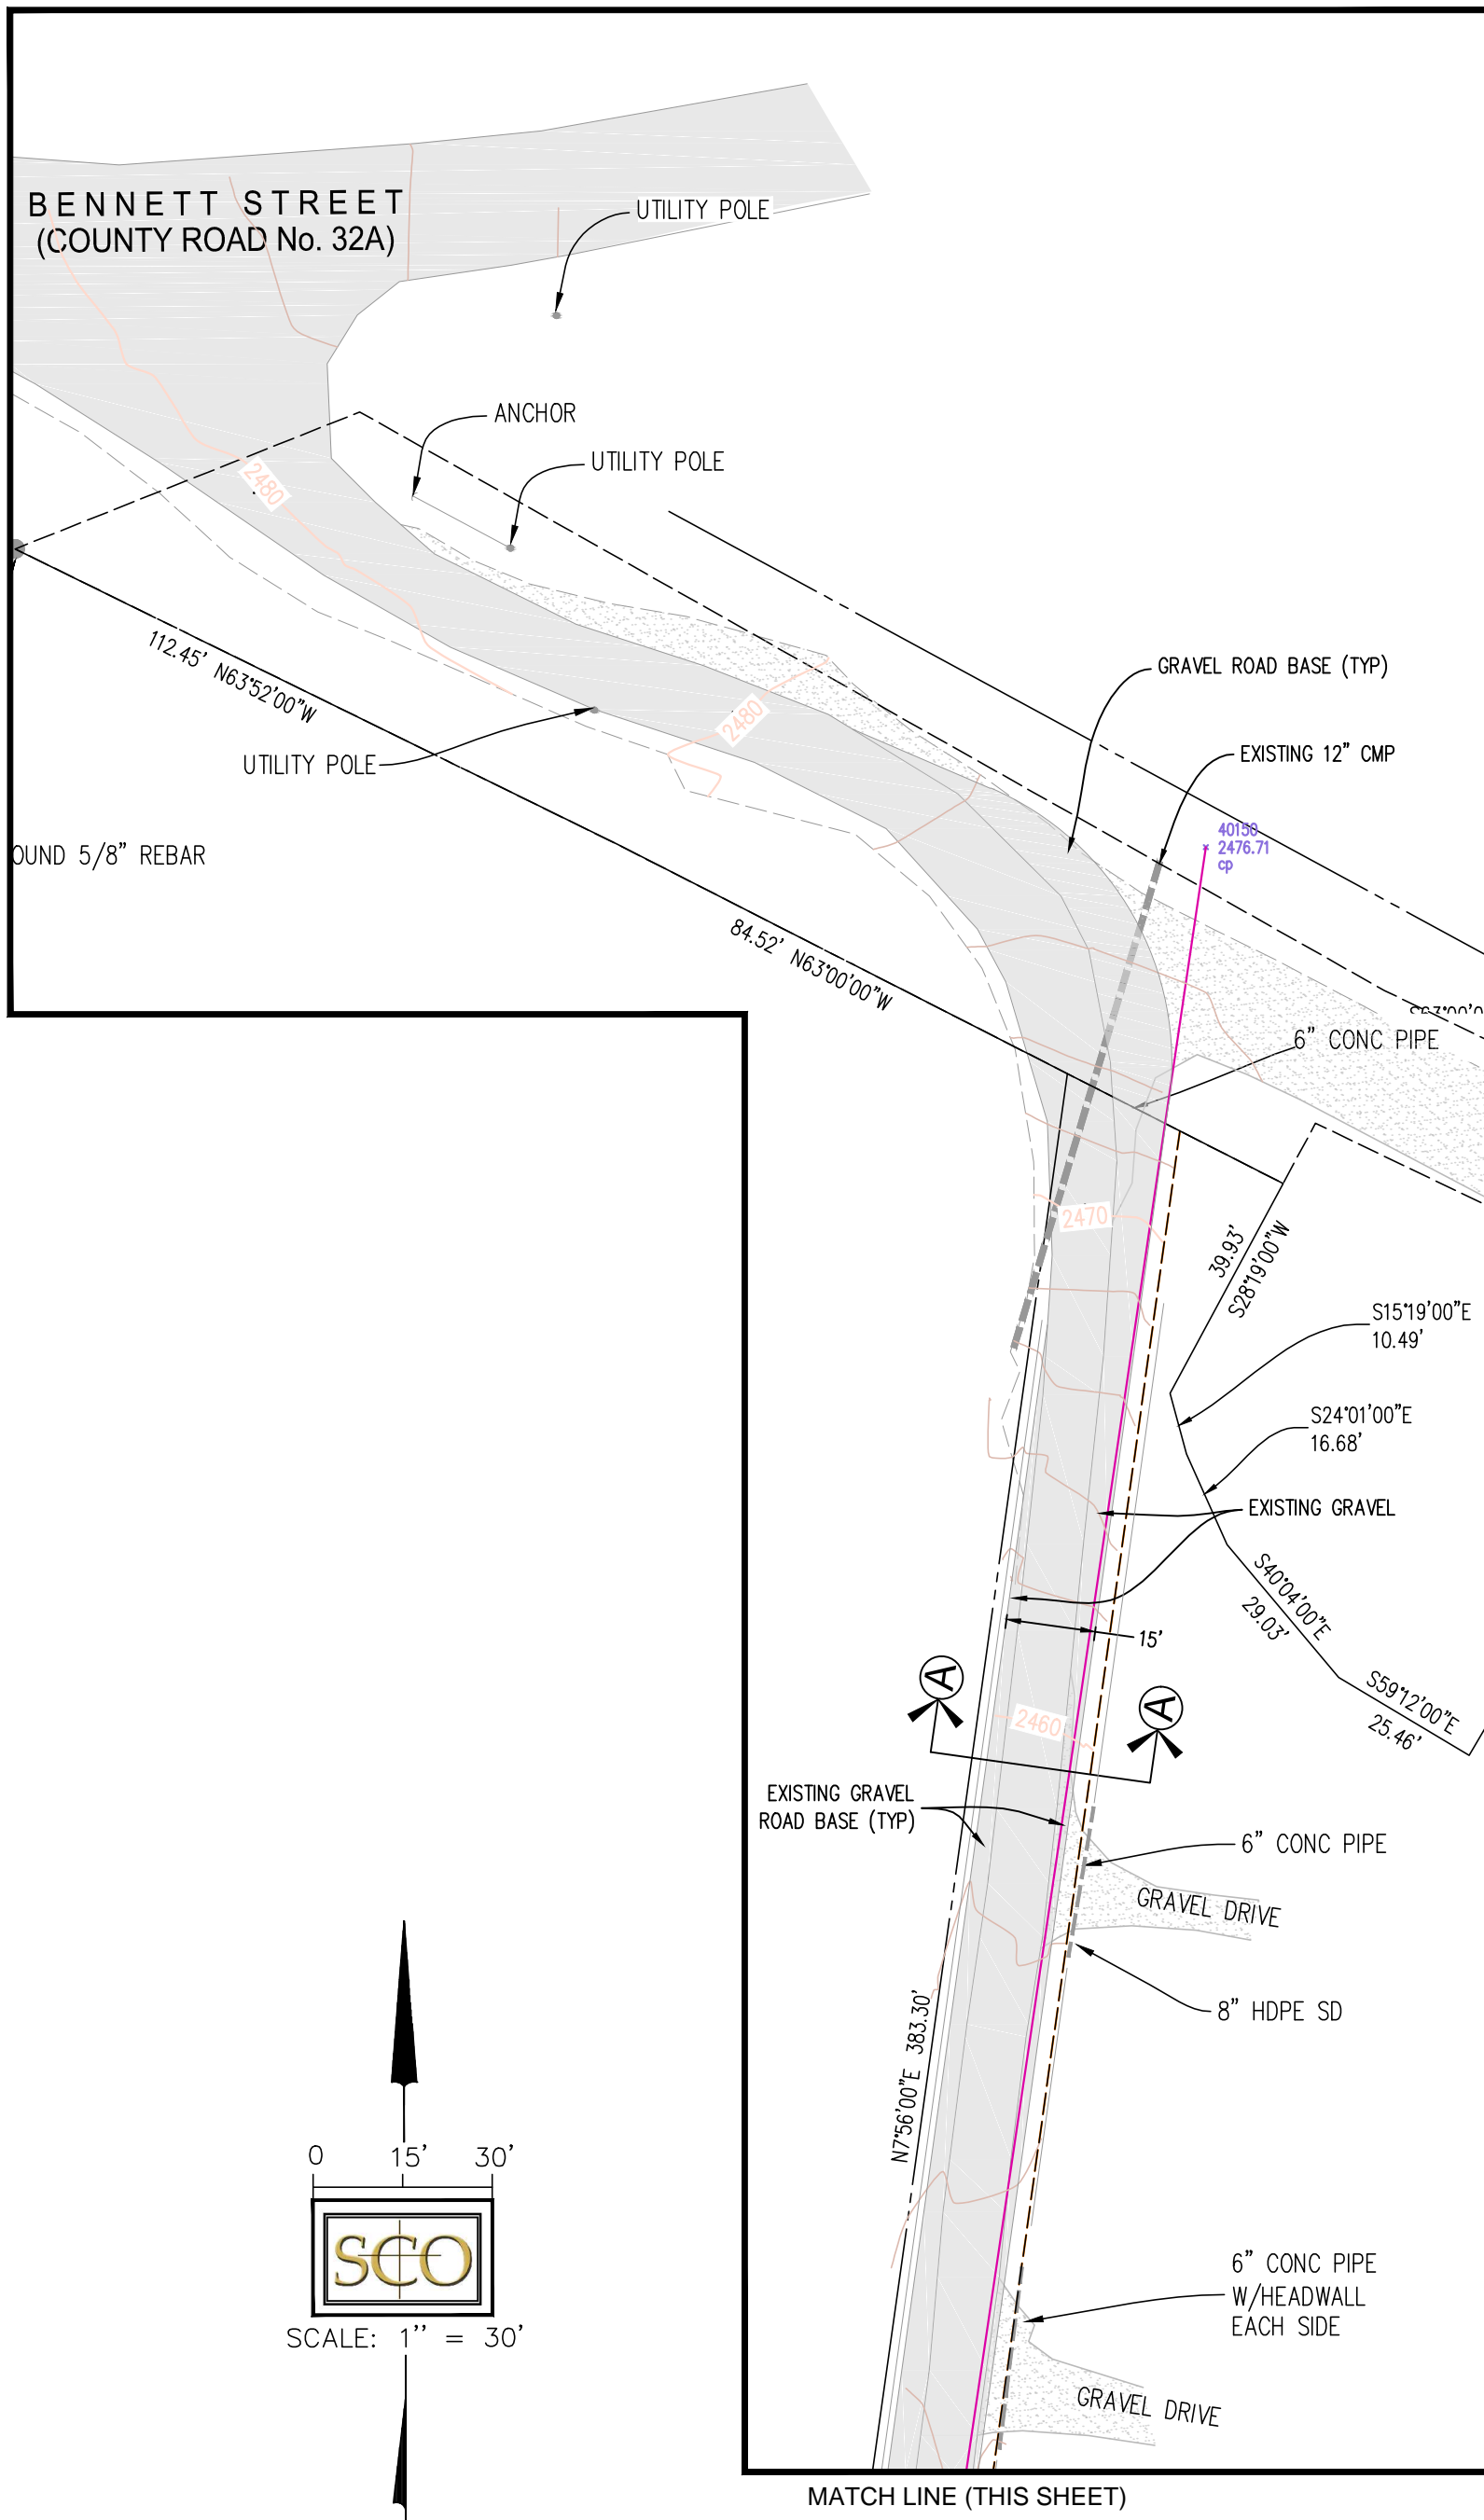 BENNETT STREET
(COUNTY ROAD No. 32A)
UTILITY POLE
ANCHOR
UTILITY POLE
2480
112.45' N63°52'00"W
2480
GRAVEL ROAD BASE (TYP)
UTILITY POLE
EXISTING 12" CMP
40150
2476.71
cp
OUND 5/8" REBAR
84.52' N63°00'00"W
6" CONC PIPE
2470
39.93'
S28°19'00"W
S15°19'00"E
10.49'
S24°01'00"E
16.68'
EXISTING GRAVEL
S40°04'00"E
29.03'
15'
A
A
S59°12'00"E
25.46'
2460
EXISTING GRAVEL
ROAD BASE (TYP)
6" CONC PIPE
GRAVEL DRIVE
8" HDPE SD
N7°56'00"E 383.30'
0 15' 30'
SCO
SCALE: 1" = 30'
6" CONC PIPE
W/HEADWALL
EACH SIDE
GRAVEL DRIVE
MATCH LINE (THIS SHEET)